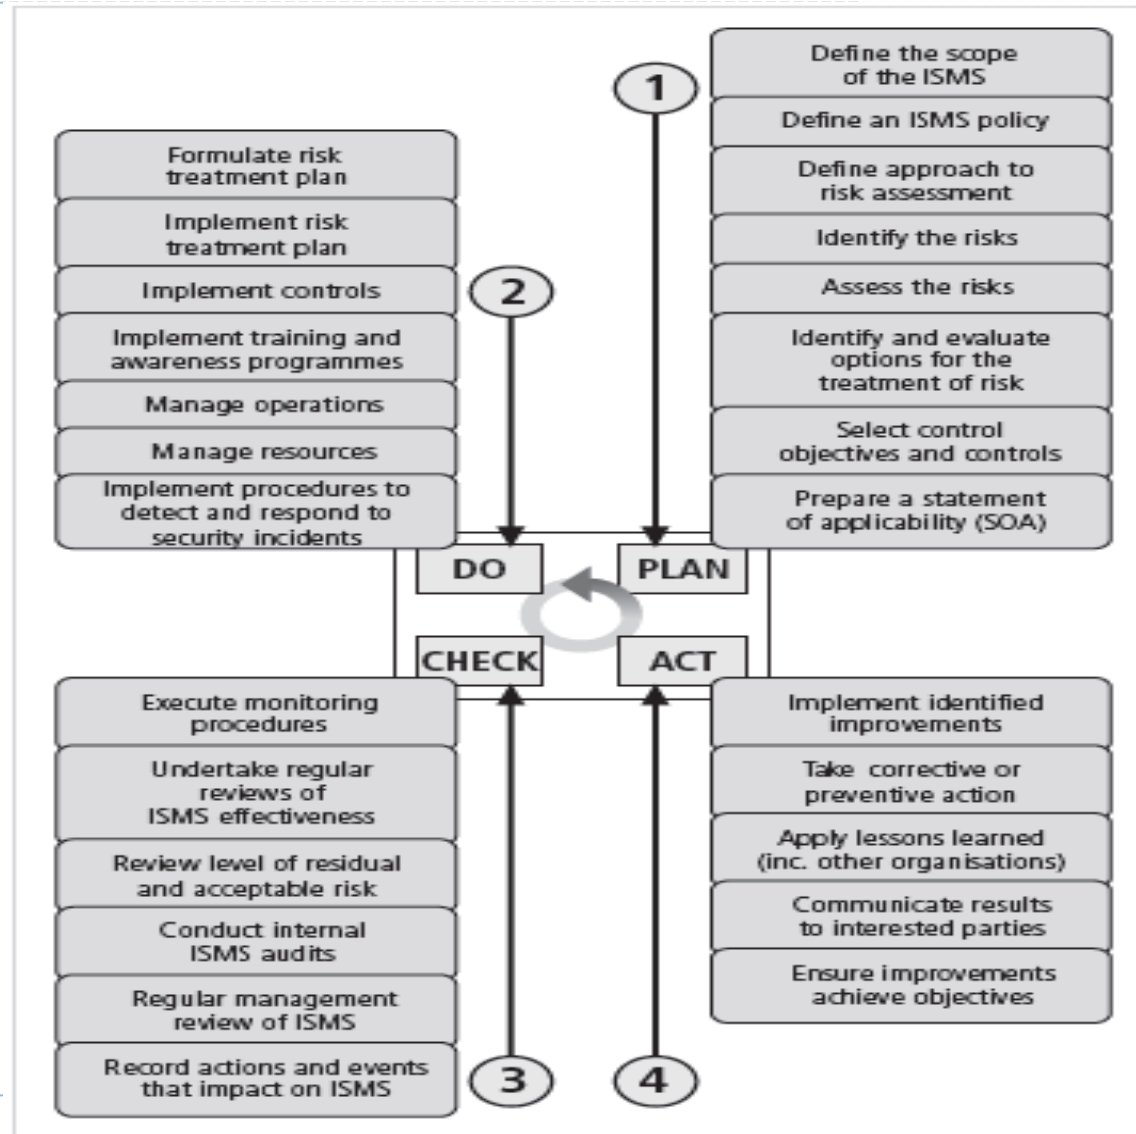 1
Define the scope
of the ISMS
Define an ISMS policy
Define approach to
risk assessment
Identify the risks
Assess the risks
Identify and evaluate
options for the
treatment of risk
Select control
objectives and controls
Prepare a statement
of applicability (SOA)
PLAN
2
Formulate risk
treatment plan
Implement risk
treatment plan
Implement controls
Implement training and
awareness programmes
Manage operations
Manage resources
Implement procedures to
detect and respond to
security incidents
DO
CHECK
Execute monitoring
procedures
Undertake regular
reviews of
ISMS effectiveness
Review level of residual
and acceptable risk
Conduct internal
ISMS audits
Regular management
review of ISMS
Record actions and events
that impact on ISMS
3
ACT
Implement identified
improvements
Take corrective or
preventive action
Apply lessons learned
(inc. other organisations)
Communicate results
to interested parties
Ensure improvements
achieve objectives
4